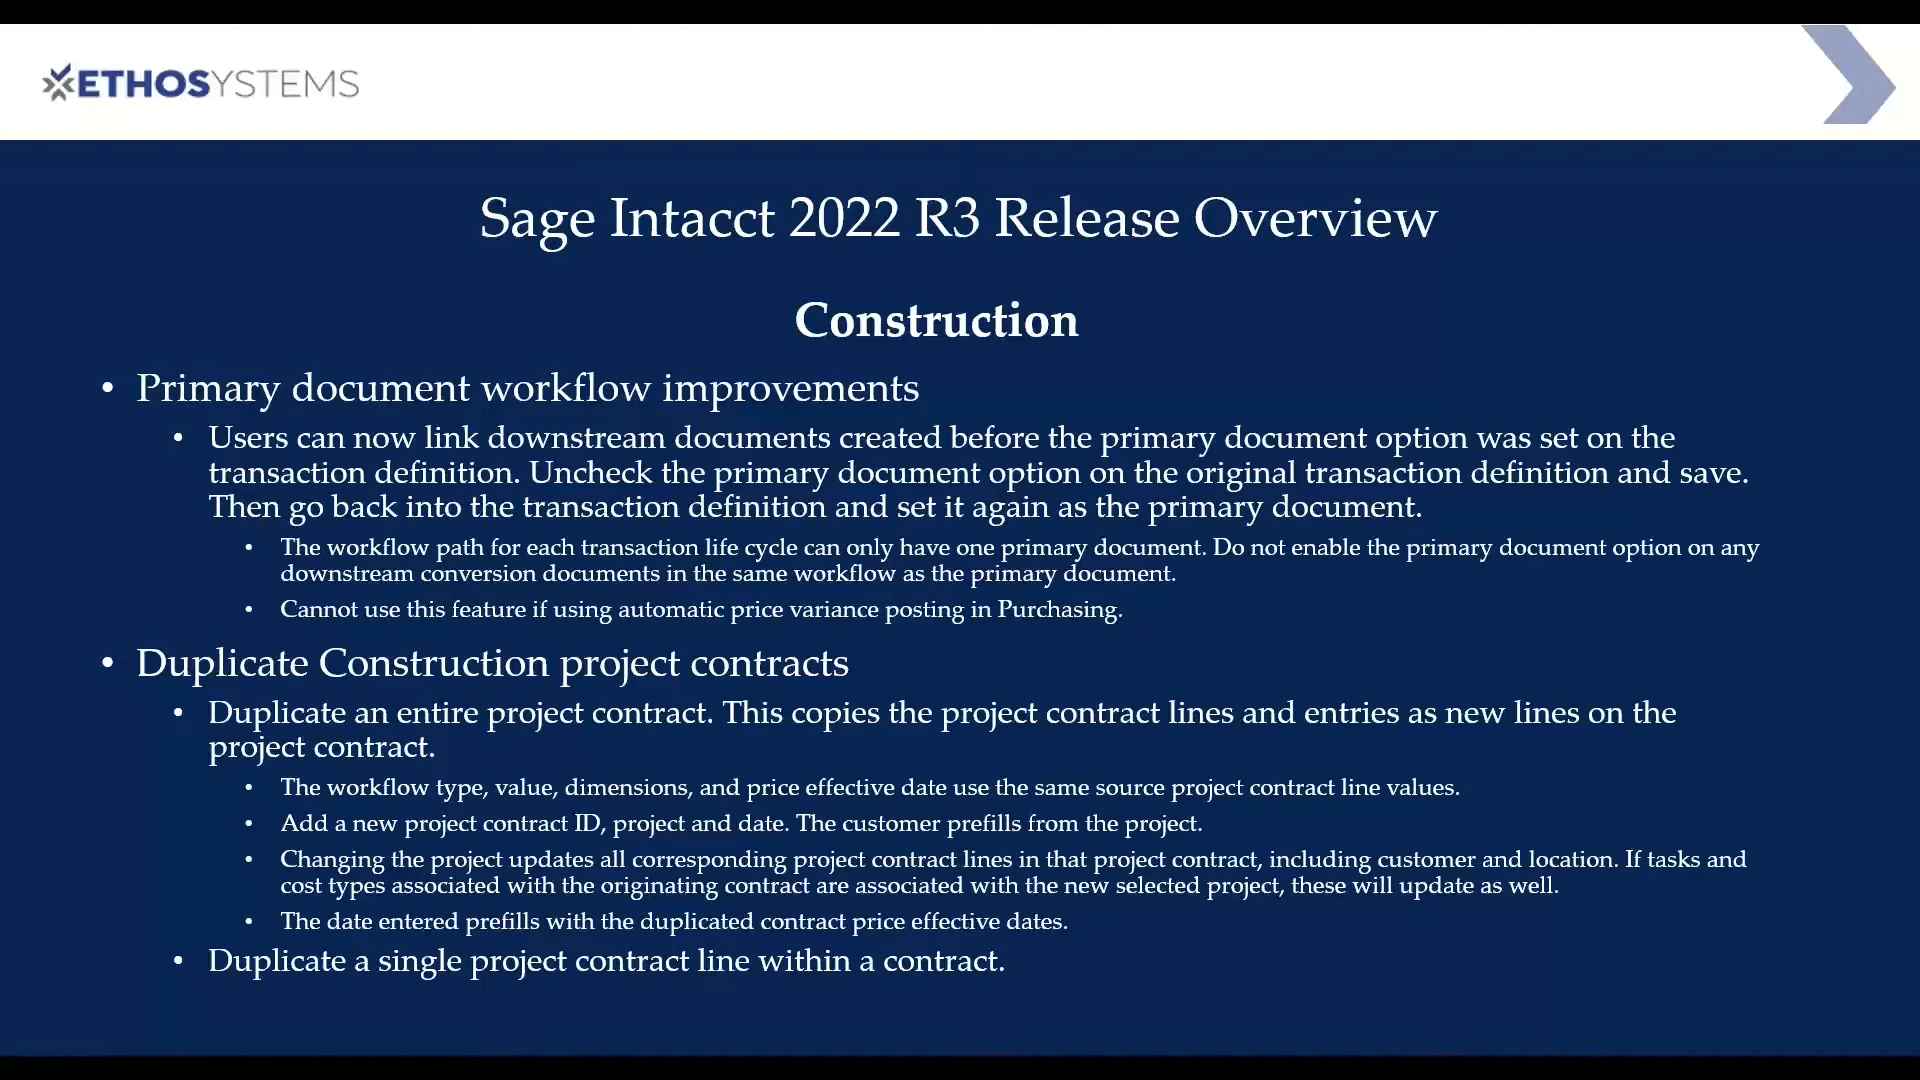 ETHOSYSTEMS
Sage Intacct 2022 R3 Release Overview
Construction
• Primary document workflow improvements
• Users can now link downstream documents created before the primary document option was set on the
transaction definition. Uncheck the primary document option on the original transaction definition and save.
Then go back into the transaction definition and set it again as the primary document.
• The workflow path for each transaction life cycle can only have one primary document. Do not enable the primary document option on any
downstream conversion documents in the same workflow as the primary document.
• Cannot use this feature if using automatic price variance posting in Purchasing.
• Duplicate Construction project contracts
• Duplicate an entire project contract. This copies the project contract lines and entries as new lines on the
project contract.
• The workflow type, value, dimensions, and price effective date use the same source project contract line values.
• Add a new project contract ID, project and date. The customer prefills from the project.
• Changing the project updates all corresponding project contract lines in that project contract, including customer and location. If tasks and
cost types associated with the originating contract are associated with the new selected project, these will update as well.
• The date entered prefills with the duplicated contract price effective dates.
• Duplicate a single project contract line within a contract.